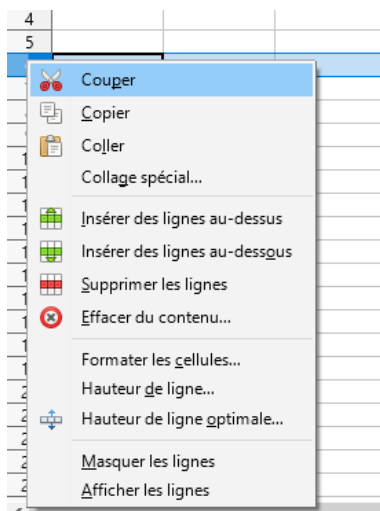 4
5
Couper
Copier
Coller
Collage spécial...
Insérer des lignes au-dessus
Insérer des lignes au-dessous
Supprimer les lignes
Effacer du contenu...
Formater les cellules...
Hauteur de ligne...
Hauteur de ligne optimale...
Masquer les lignes
Afficher les lignes